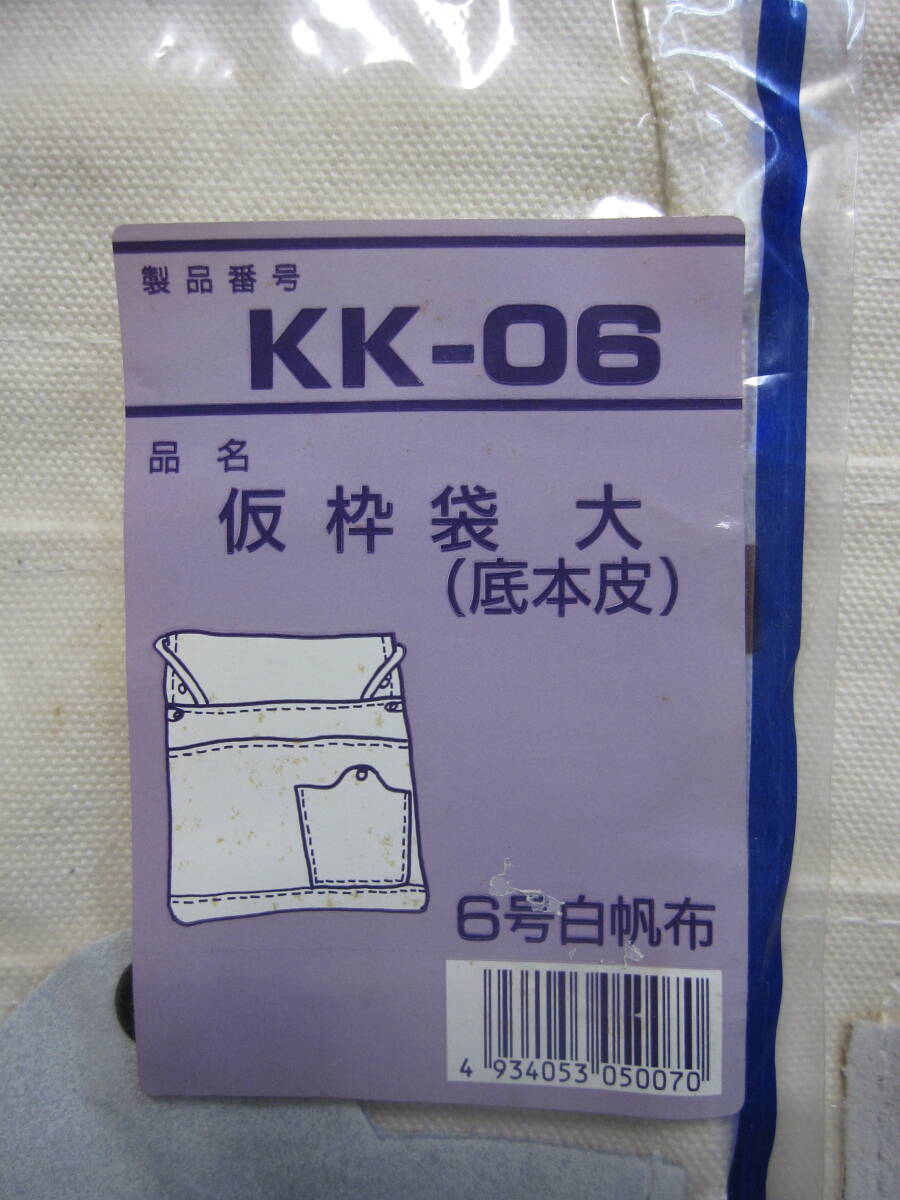 製品番号
KK-06
品名
仮枠袋 大
(底本皮)
6号白帆布
4 934053 050070